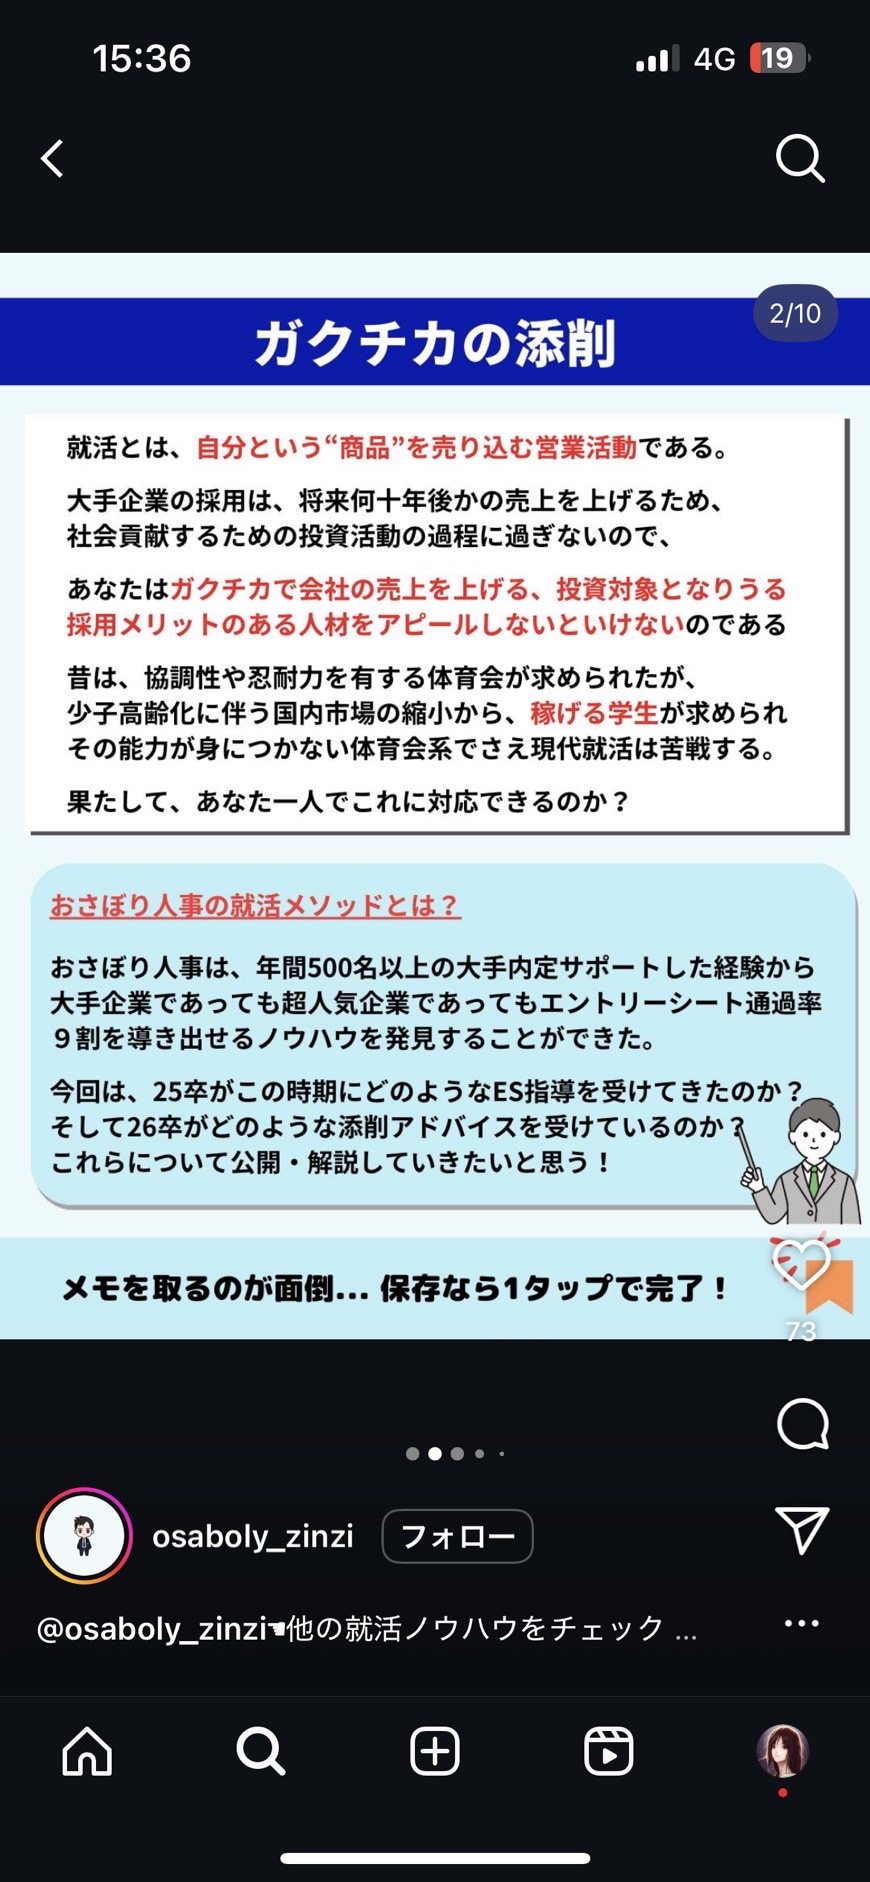 15:36
4G 19
2/10
ガクチカの添削
就活とは、自分という“商品”を売り込む営業活動である。
大手企業の採用は、将来何十年後かの売上を上げるため、
社会貢献するための投資活動の過程に過ぎないので、
あなたはガクチカで会社の売上を上げる、投資対象となりうる
採用メリットのある人材をアピールしないといけないのである
昔は、協調性や忍耐力を有する体育会が求められたが、
少子高齢化に伴う国内市場の縮小から、稼げる学生が求められ
その能力が身につかない体育会系でさえ現代就活は苦戦する。
果たして、あなた一人でこれに対応できるのか？
おさぼり人事の就活メソッドとは？
おさぼり人事は、年間500名以上の大手内定サポートした経験から
大手企業であっても超人気企業であってもエントリーシート通過率
９割を導き出せるノウハウを発見することができた。
今回は、25卒がこの時期にどのようなES指導を受けてきたのか？
そして26卒がどのような添削アドバイスを受けているのか？
これらについて公開・解説していきたいと思う！
メモを取るのが面倒... 保存なら1タップで完了！
73
osaboly_zinzi フォロー
@osaboly_zinzi☚他の就活ノウハウをチェック ...